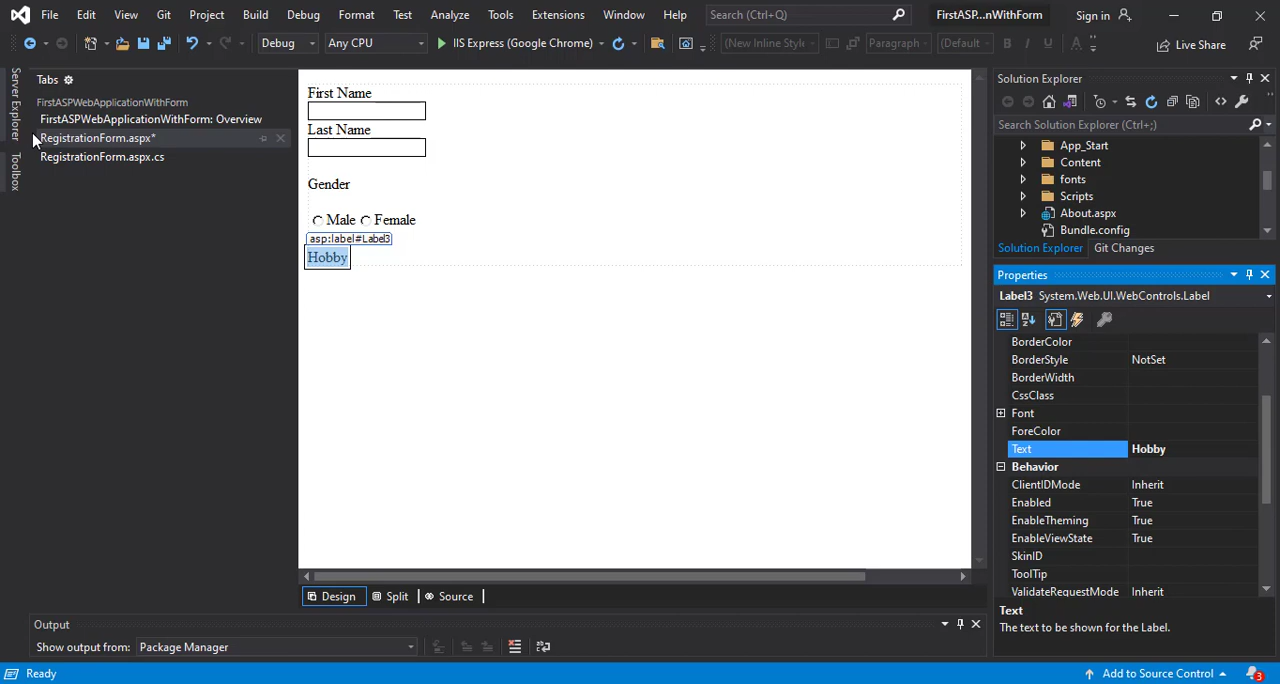 File Edit View Git Project Build Debug Format Test Analyze Tools Extensions Window Help Search (Ctrl+Q) FirstASP...nWithForm Sign in
Debug Any CPU IIS Express (Google Chrome) (New Inline Style Paragraph (Default B I U A Live Share
Server Explorer
Toolbox
Tabs
FirstASPWebApplicationWithForm
FirstASPWebApplicationWithForm: Overview
RegistrationForm.aspx*
RegistrationForm.aspx.cs
First Name
Last Name
Gender
Male Female
asp:label#Label3
Hobby
Design Split Source
Solution Explorer
Search Solution Explorer (Ctrl+;)
App_Start
Content
fonts
Scripts
About.aspx
Bundle.config
Solution Explorer Git Changes
Properties
Label3 System.Web.UI.WebControls.Label
BorderColor
BorderStyle NotSet
BorderWidth
CssClass
Font
ForeColor
Text Hobby
Behavior
ClientIDMode Inherit
Enabled True
EnableTheming True
EnableViewState True
SkinID
ToolTip
ValidateRequestMode Inherit
Text
The text to be shown for the Label.
Output
Show output from: Package Manager
Ready Add to Source Control 3